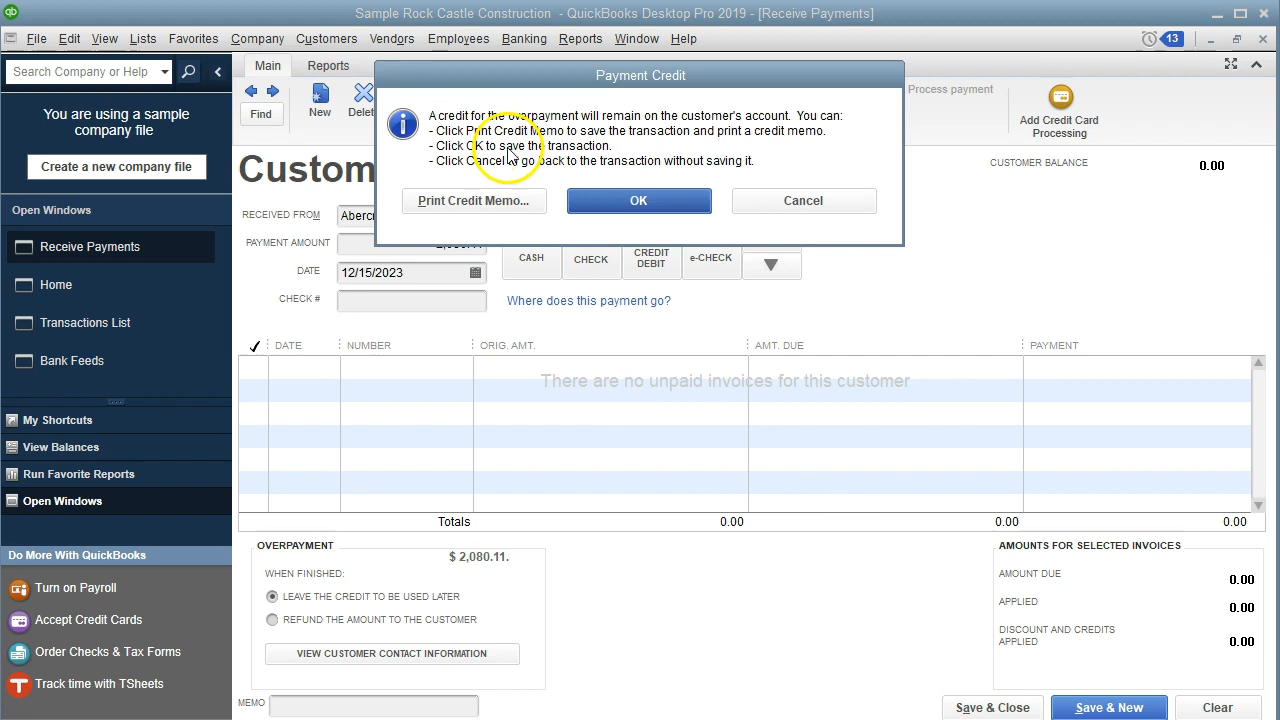 qb
Sample Rock Castle Construction - QuickBooks Desktop Pro 2019 - [Receive Payments]
File Edit View Lists Favorites Company Customers Vendors Employees Banking Reports Window Help
13
Search Company or Help
Main
Reports
Payment Credit
Find
New
Delet
Process payment
Add Credit Card
Processing
You are using a sample
company file
Create a new company file
A credit for the overpayment will remain on the customer's account. You can:
- Click Print Credit Memo to save the transaction and print a credit memo.
- Click OK to save the transaction.
- Click Cancel to go back to the transaction without saving it.
Print Credit Memo...
OK
Cancel
Custom
CUSTOMER BALANCE
0.00
Open Windows
Receive Payments
Home
Transactions List
Bank Feeds
RECEIVED FROM
Aberc
PAYMENT AMOUNT
DATE
12/15/2023
CHECK #
CASH
CHECK
CREDIT
DEBIT
e-CHECK
Where does this payment go?
DATE
NUMBER
ORIG. AMT.
AMT. DUE
PAYMENT
There are no unpaid invoices for this customer
Totals
0.00
0.00
0.00
My Shortcuts
View Balances
Run Favorite Reports
Open Windows
Do More With QuickBooks
Turn on Payroll
Accept Credit Cards
Order Checks & Tax Forms
Track time with TSheets
OVERPAYMENT
$ 2,080.11.
WHEN FINISHED:
LEAVE THE CREDIT TO BE USED LATER
REFUND THE AMOUNT TO THE CUSTOMER
VIEW CUSTOMER CONTACT INFORMATION
AMOUNTS FOR SELECTED INVOICES
AMOUNT DUE
0.00
APPLIED
0.00
DISCOUNT AND CREDITS
APPLIED
0.00
MEMO
Save & Close
Save & New
Clear